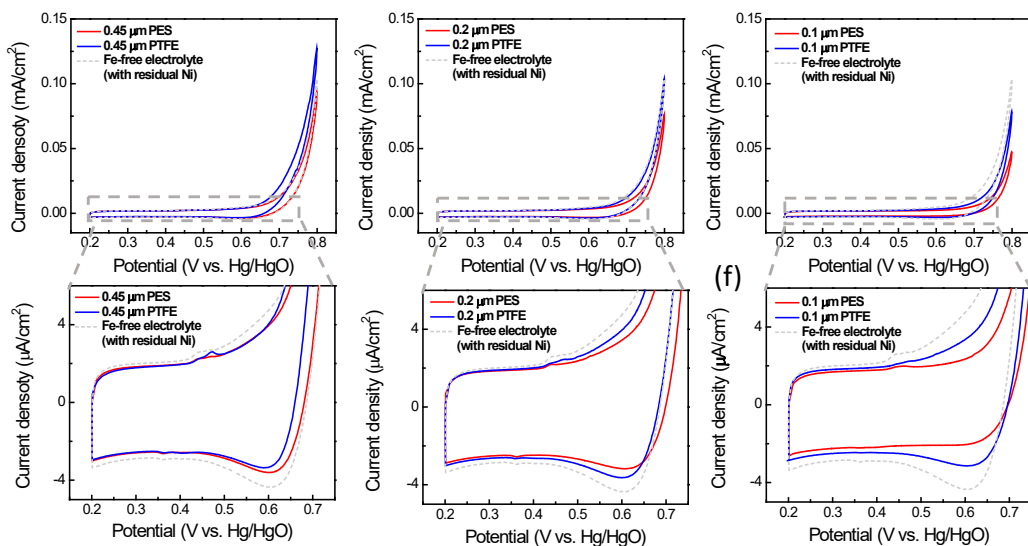 0.15
0.10
0.05
0.00
Current densoty (mA/cm²)
0.45 µm PES
0.45 µm PTFE
Fe-free electrolyte
(with residual Ni)
0.2 0.3 0.4 0.5 0.6 0.7 0.8
Potential (V vs. Hg/HgO)
0.15
0.10
0.05
0.00
Current density (mA/cm²)
0.2 µm PES
0.2 µm PTFE
Fe-free electrolyte
(with residual Ni)
0.2 0.3 0.4 0.5 0.6 0.7 0.8
Potential (V vs. Hg/HgO)
0.15
0.10
0.05
0.00
Current density (mA/cm²)
0.1 µm PES
0.1 µm PTFE
Fe-free electrolyte
(with residual Ni)
0.2 0.3 0.4 0.5 0.6 0.7 0.8
Potential (V vs. Hg/HgO)
4
0
-4
Current densoty (µA/cm²)
0.45 µm PES
0.45 µm PTFE
Fe-free electrolyte
(with residual Ni)
0.2 0.3 0.4 0.5 0.6 0.7
Potential (V vs. Hg/HgO)
4
0
-4
Current density (µA/cm²)
0.2 µm PES
0.2 µm PTFE
Fe-free electrolyte
(with residual Ni)
0.2 0.3 0.4 0.5 0.6 0.7
Potential (V vs. Hg/HgO)
(f)
4
0
-4
Current density (µA/cm²)
0.1 µm PES
0.1 µm PTFE
Fe-free electrolyte
(with residual Ni)
0.2 0.3 0.4 0.5 0.6 0.7
Potential (V vs. Hg/HgO)